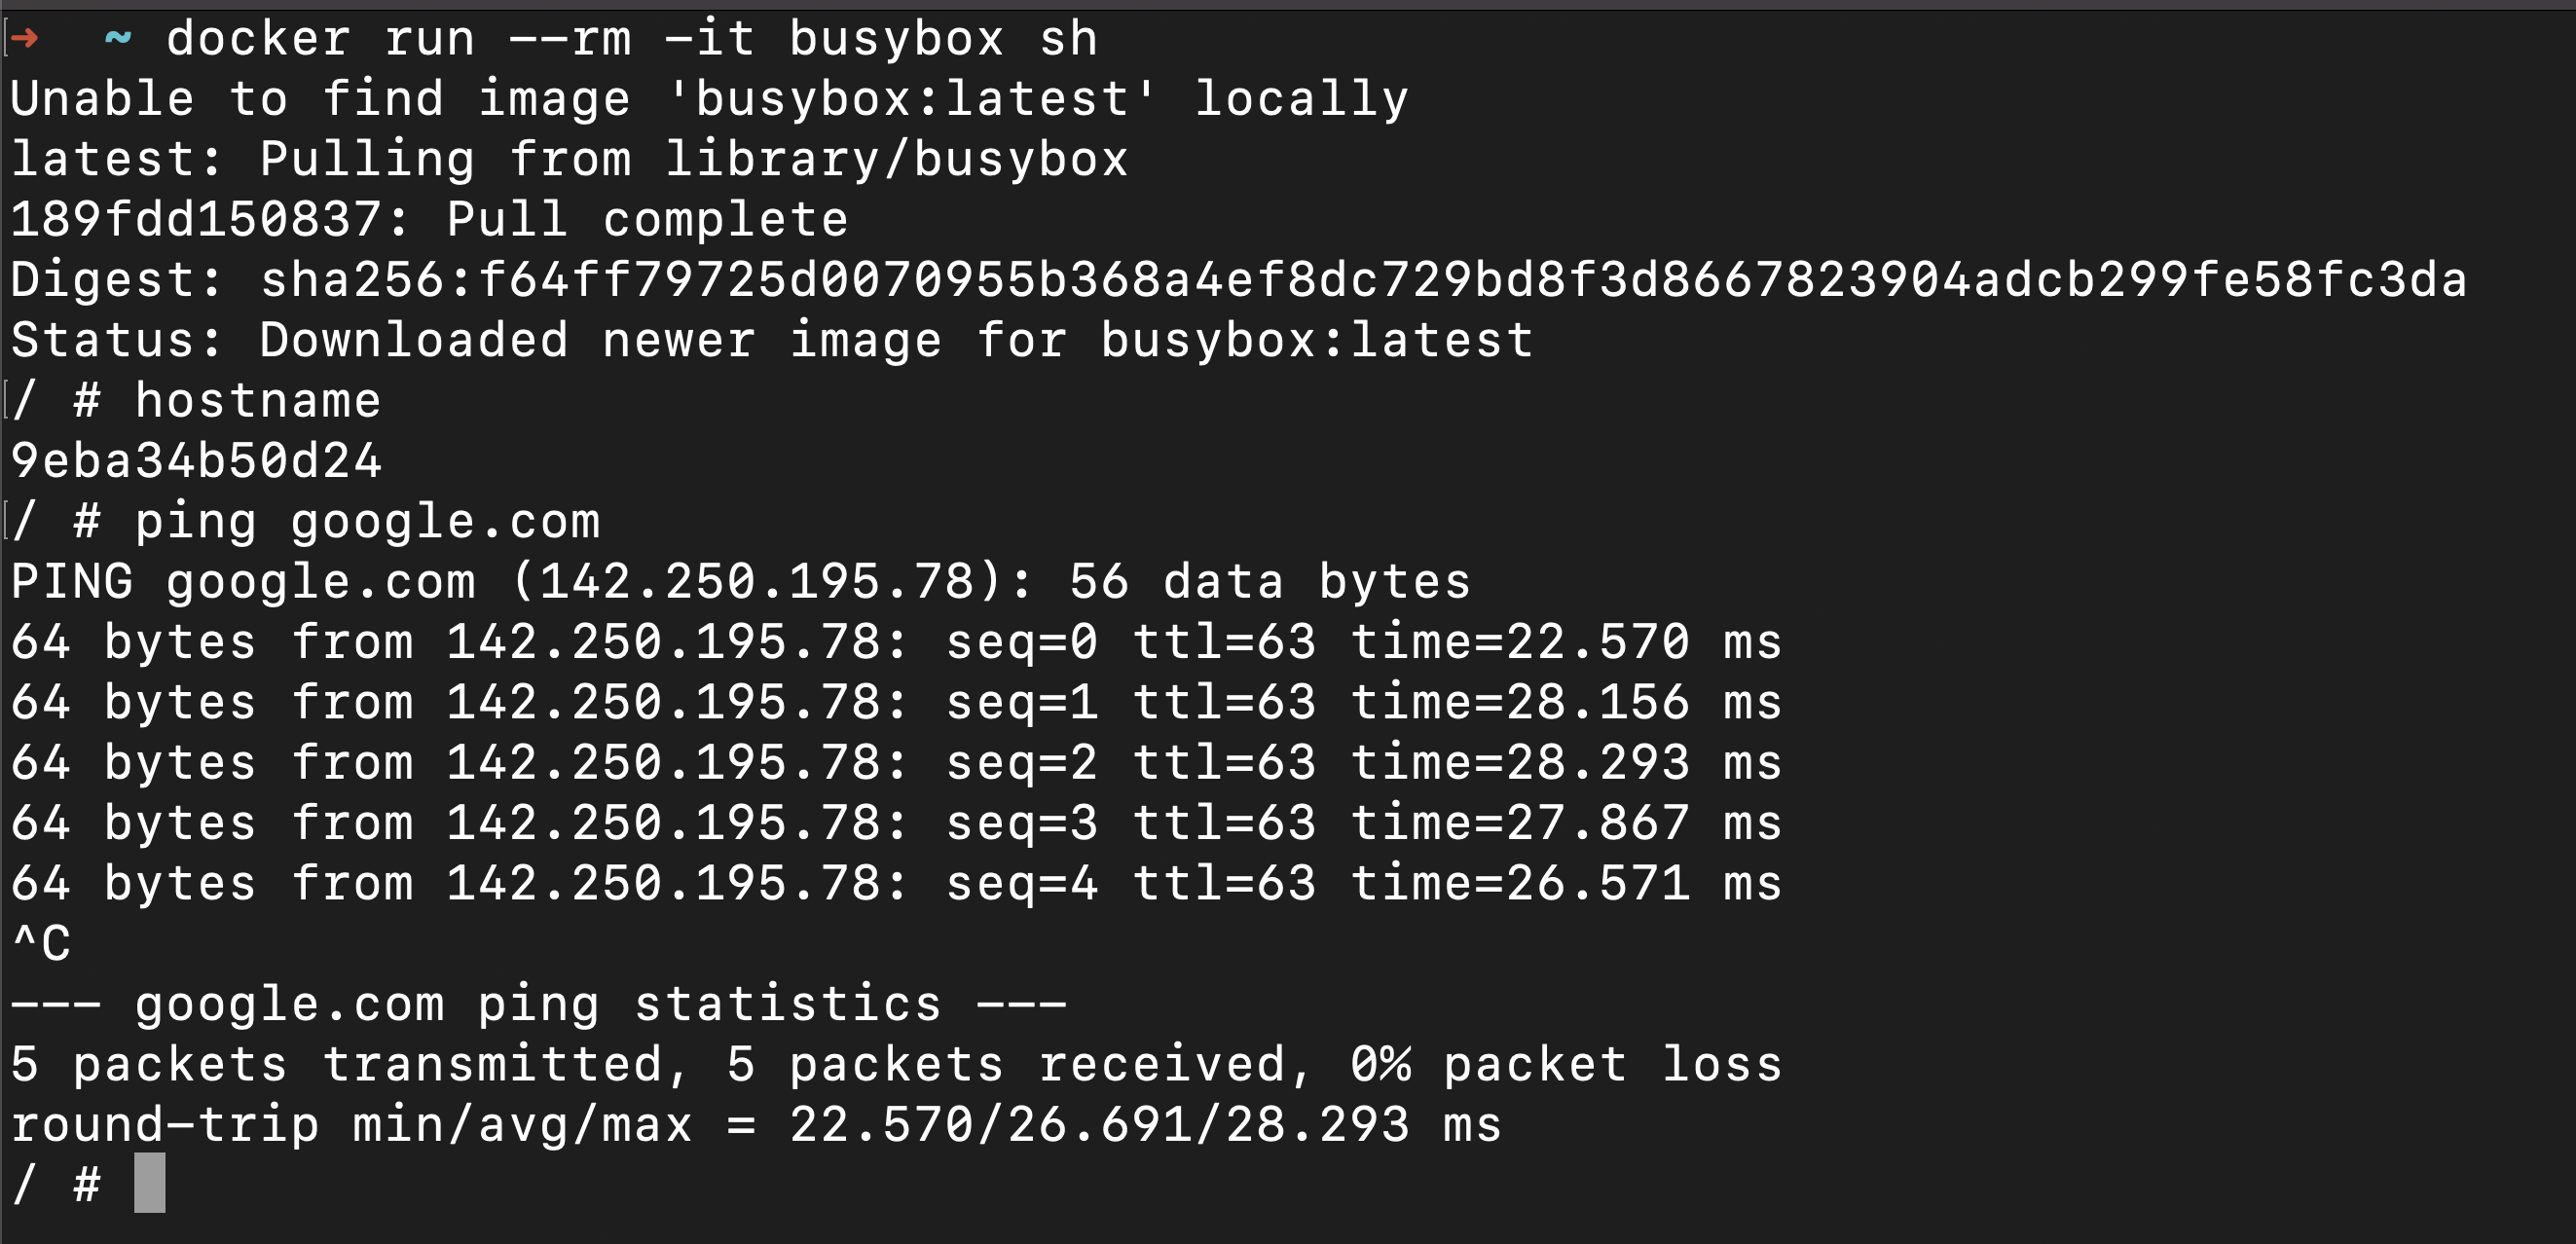 ➜  ~ docker run --rm -it busybox sh
Unable to find image 'busybox:latest' locally
latest: Pulling from library/busybox
189fdd150837: Pull complete
Digest: sha256:f64ff79725d0070955b368a4ef8dc729bd8f3d8667823904adcb299fe58fc3da
Status: Downloaded newer image for busybox:latest
/ # hostname
9eba34b50d24
/ # ping google.com
PING google.com (142.250.195.78): 56 data bytes
64 bytes from 142.250.195.78: seq=0 ttl=63 time=22.570 ms
64 bytes from 142.250.195.78: seq=1 ttl=63 time=28.156 ms
64 bytes from 142.250.195.78: seq=2 ttl=63 time=28.293 ms
64 bytes from 142.250.195.78: seq=3 ttl=63 time=27.867 ms
64 bytes from 142.250.195.78: seq=4 ttl=63 time=26.571 ms
^C
--- google.com ping statistics ---
5 packets transmitted, 5 packets received, 0% packet loss
round-trip min/avg/max = 22.570/26.691/28.293 ms
/ #